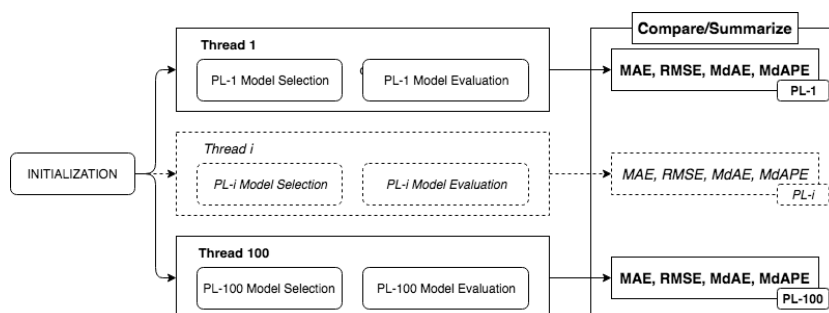 Compare/Summarize
Thread 1
PL-1 Model Selection
PL-1 Model Evaluation
MAE, RMSE, MdAE, MdAPE
PL-1
Thread i
INITIALIZATION
PL-i Model Selection
PL-i Model Evaluation
MAE, RMSE, MdAE, MdAPE
PL-i
Thread 100
PL-100 Model Selection
PL-100 Model Evaluation
MAE, RMSE, MdAE, MdAPE
PL-100